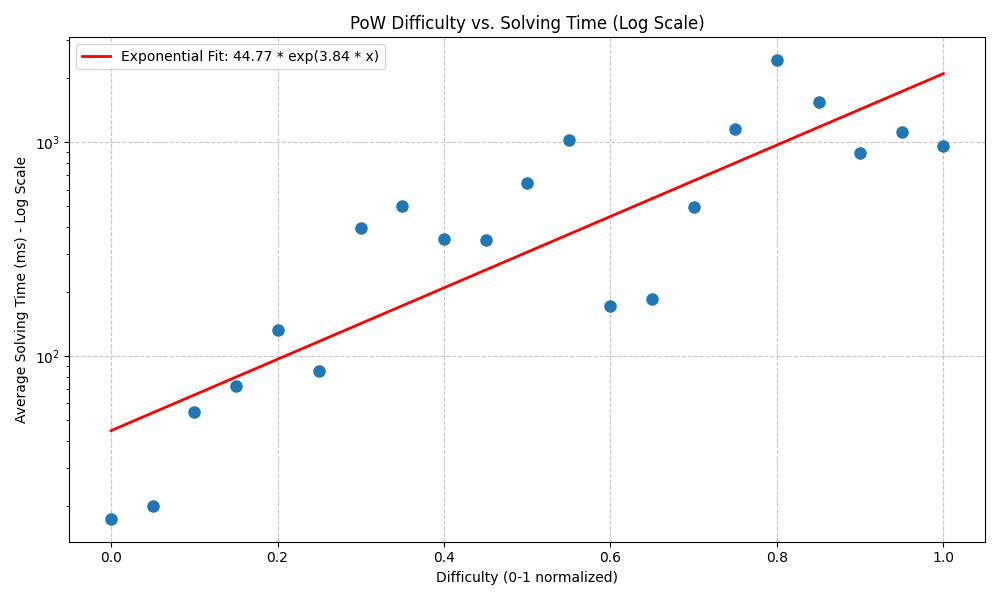 PoW Difficulty vs. Solving Time (Log Scale)
Exponential Fit: 44.77 * exp(3.84 * x)
Average Solving Time (ms) - Log Scale
10³
10²
0.0 0.2 0.4 0.6 0.8 1.0
Difficulty (0-1 normalized)